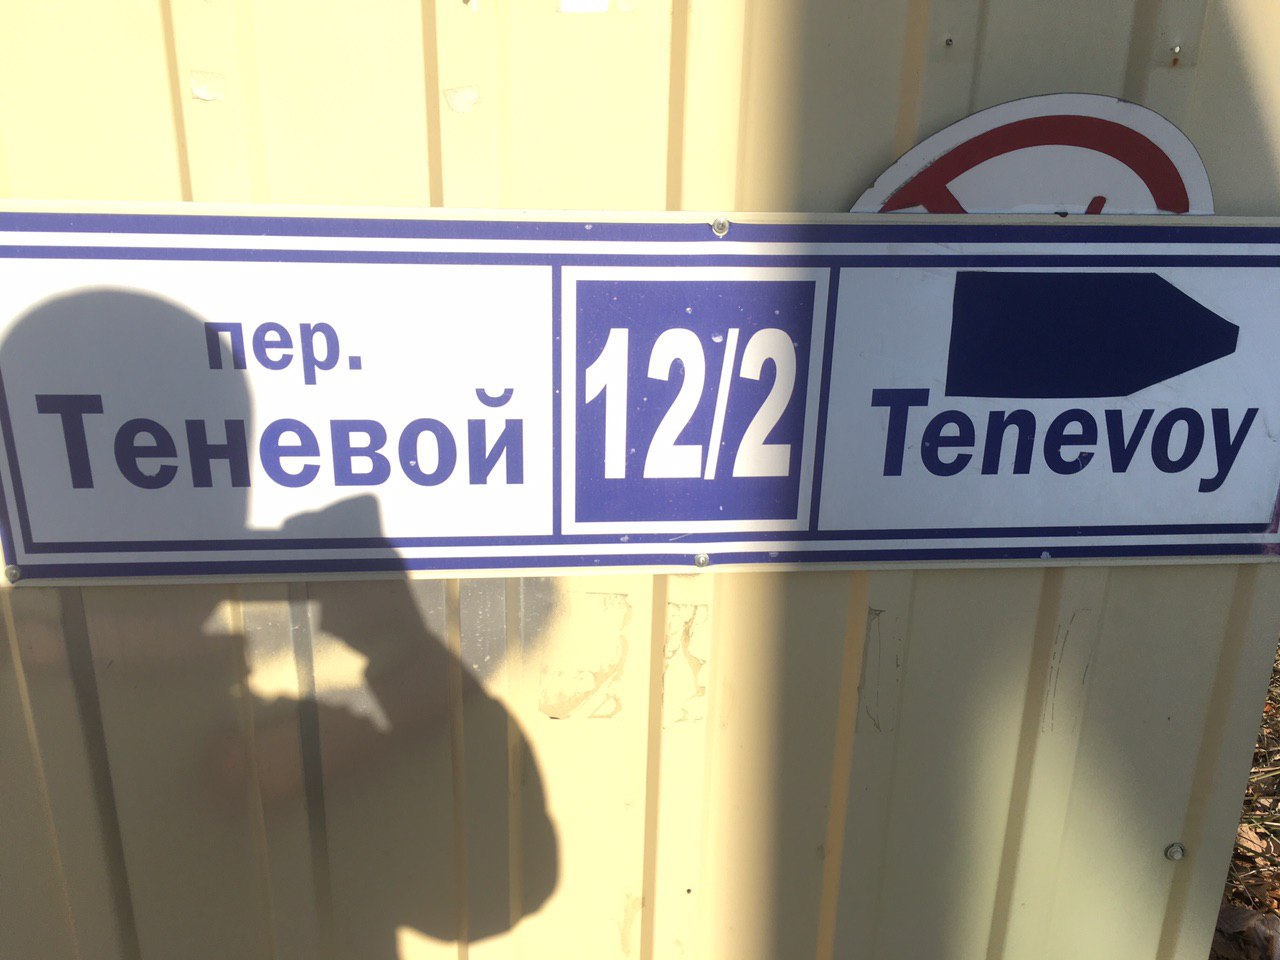 пер.
Теневой
12/2
Tenevoy